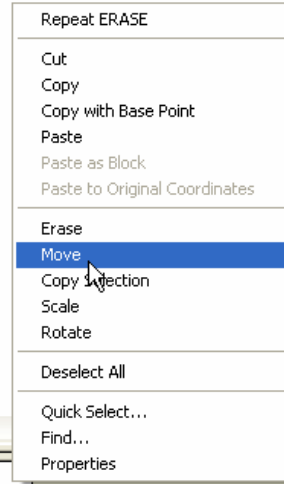 Repeat ERASE
Cut
Copy
Copy with Base Point
Paste
Paste as Block
Paste to Original Coordinates
Erase
Move
Copy Selection
Scale
Rotate
Deselect All
Quick Select...
Find...
Properties